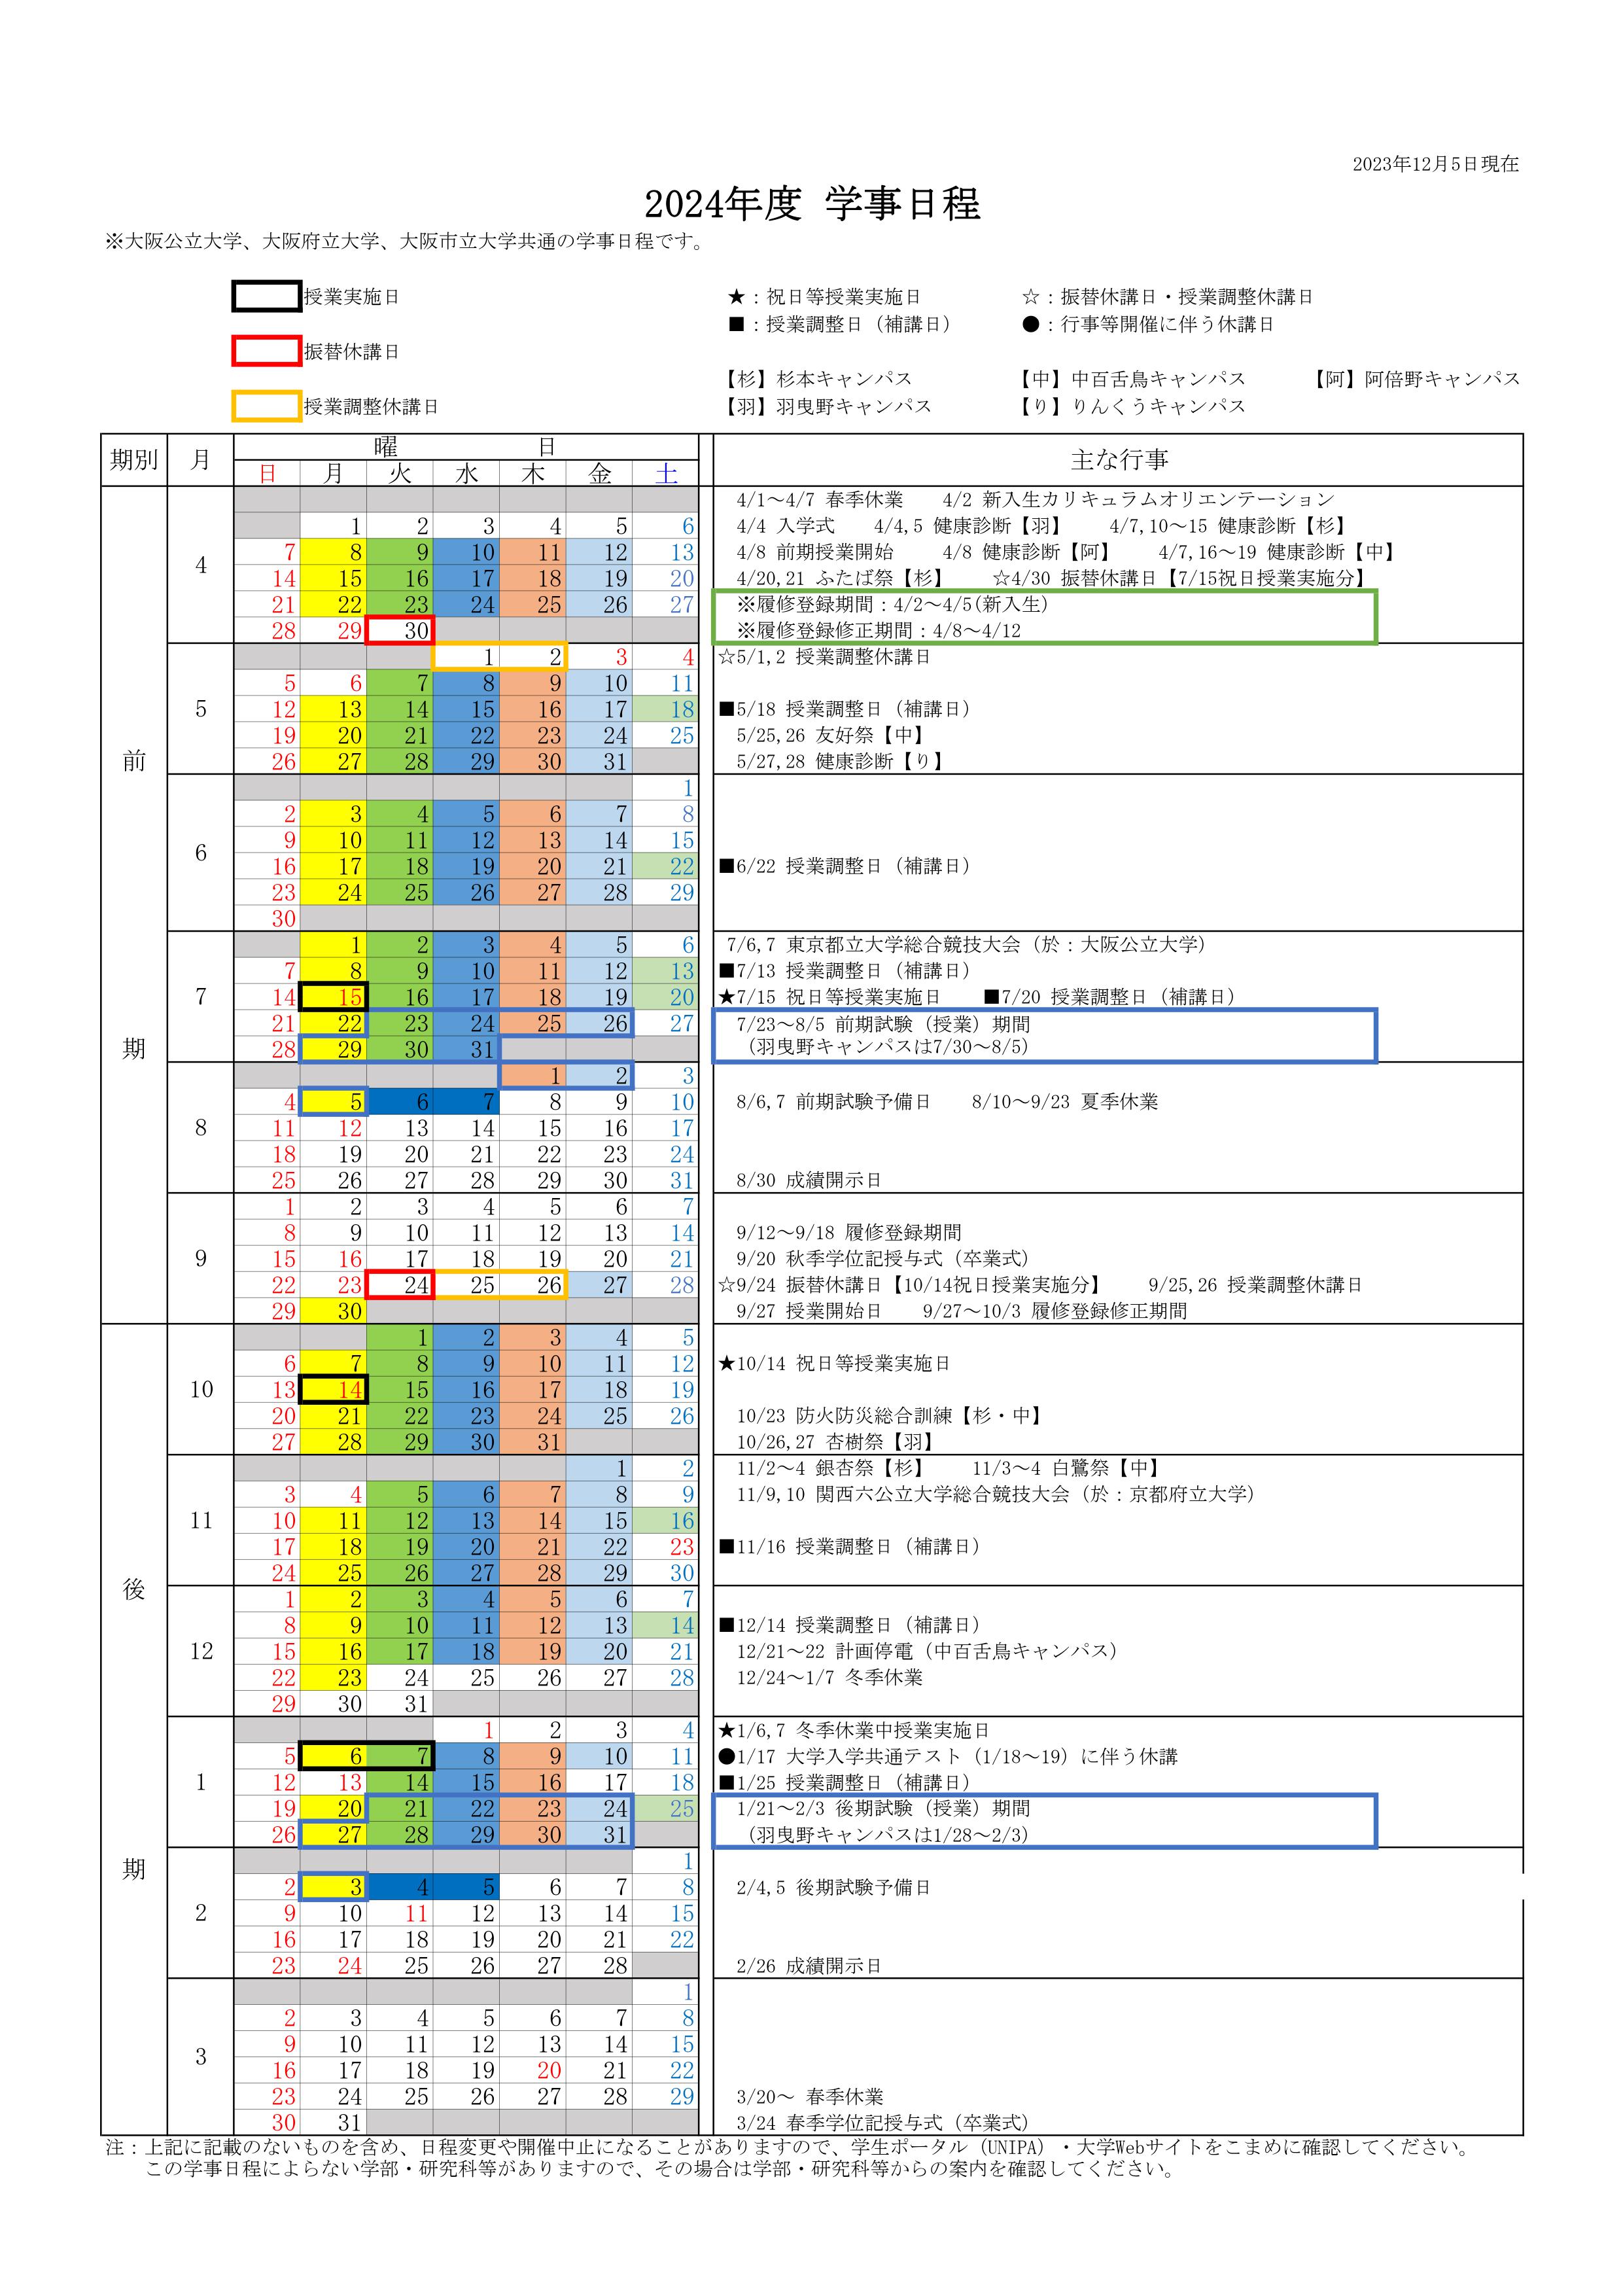 2023年12月5日現在
2024年度 学事日程
※大阪公立大学、大阪府立大学、大阪市立大学共通の学事日程です。
授業実施日
★：祝日等授業実施日 ☆：振替休講日・授業調整休講日
■：授業調整日（補講日） ●：行事等開催に伴う休講日
振替休講日
【杉】杉本キャンパス 【中】中百舌鳥キャンパス 【阿】阿倍野キャンパス
授業調整休講日
【羽】羽曳野キャンパス 【り】りんくうキャンパス
期別 月 曜 日 主な行事
日 月 火 水 木 金 土
前期
4
4/1～4/7 春季休業 4/2 新入生カリキュラムオリエンテーション
1 2 3 4 5 6 4/4 入学式 4/4,5 健康診断【羽】 4/7,10～15 健康診断【杉】
7 8 9 10 11 12 13 4/8 前期授業開始 4/8 健康診断【阿】 4/7,16～19 健康診断【中】
14 15 16 17 18 19 20 4/20,21 ふたば祭【杉】 ☆4/30 振替休講日【7/15祝日授業実施分】
21 22 23 24 25 26 27 ※履修登録期間：4/2～4/5(新入生)
28 29 30 ※履修登録修正期間：4/8～4/12
5
1 2 3 4 ☆5/1,2 授業調整休講日
5 6 7 8 9 10 11
12 13 14 15 16 17 18 ■5/18 授業調整日（補講日）
19 20 21 22 23 24 25 5/25,26 友好祭【中】
26 27 28 29 30 31 5/27,28 健康診断【り】
6
1
2 3 4 5 6 7 8
9 10 11 12 13 14 15
16 17 18 19 20 21 22 ■6/22 授業調整日（補講日）
23 24 25 26 27 28 29
30
7
1 2 3 4 5 6 7/6,7 東京都立大学総合競技大会（於：大阪公立大学）
7 8 9 10 11 12 13 ■7/13 授業調整日（補講日）
14 15 16 17 18 19 20 ★7/15 祝日等授業実施日 ■7/20 授業調整日（補講日）
21 22 23 24 25 26 27 7/23～8/5 前期試験（授業）期間
28 29 30 31 （羽曳野キャンパスは7/30～8/5）
8
1 2 3
4 5 6 7 8 9 10 8/6,7 前期試験予備日 8/10～9/23 夏季休業
11 12 13 14 15 16 17
18 19 20 21 22 23 24
25 26 27 28 29 30 31 8/30 成績開示日
9
1 2 3 4 5 6 7
8 9 10 11 12 13 14 9/12～9/18 履修登録期間
15 16 17 18 19 20 21 9/20 秋季学位記授与式（卒業式）
22 23 24 25 26 27 28 ☆9/24 振替休講日【10/14祝日授業実施分】 9/25,26 授業調整休講日
29 30 9/27 授業開始日 9/27～10/3 履修登録修正期間
後期
10
1 2 3 4 5
6 7 8 9 10 11 12 ★10/14 祝日等授業実施日
13 14 15 16 17 18 19
20 21 22 23 24 25 26 10/23 防火防災総合訓練【杉・中】
27 28 29 30 31 10/26,27 杏樹祭【羽】
11
1 2 11/2～4 銀杏祭【杉】 11/3～4 白鷺祭【中】
3 4 5 6 7 8 9 11/9,10 関西六公立大学総合競技大会（於：京都府立大学）
10 11 12 13 14 15 16
17 18 19 20 21 22 23 ■11/16 授業調整日（補講日）
24 25 26 27 28 29 30
12
1 2 3 4 5 6 7
8 9 10 11 12 13 14 ■12/14 授業調整日（補講日）
15 16 17 18 19 20 21 12/21～22 計画停電（中百舌鳥キャンパス）
22 23 24 25 26 27 28 12/24～1/7 冬季休業
29 30 31
1
1 2 3 4 ★1/6,7 冬季休業中授業実施日
5 6 7 8 9 10 11 ●1/17 大学入学共通テスト（1/18～19）に伴う休講
12 13 14 15 16 17 18 ■1/25 授業調整日（補講日）
19 20 21 22 23 24 25 1/21～2/3 後期試験（授業）期間
26 27 28 29 30 31 （羽曳野キャンパスは1/28～2/3）
2
1
2 3 4 5 6 7 8 2/4,5 後期試験予備日
9 10 11 12 13 14 15
16 17 18 19 20 21 22
23 24 25 26 27 28 2/26 成績開示日
3
1
2 3 4 5 6 7 8
9 10 11 12 13 14 15
16 17 18 19 20 21 22
23 24 25 26 27 28 29 3/20～ 春季休業
30 31 3/24 春季学位記授与式（卒業式）
注：上記に記載のないものを含め、日程変更や開催中止になることがありますので、学生ポータル（UNIPA）・大学Webサイトをこまめに確認してください。
この学事日程によらない学部・研究科等がありますので、その場合は学部・研究科等からの案内を確認してください。